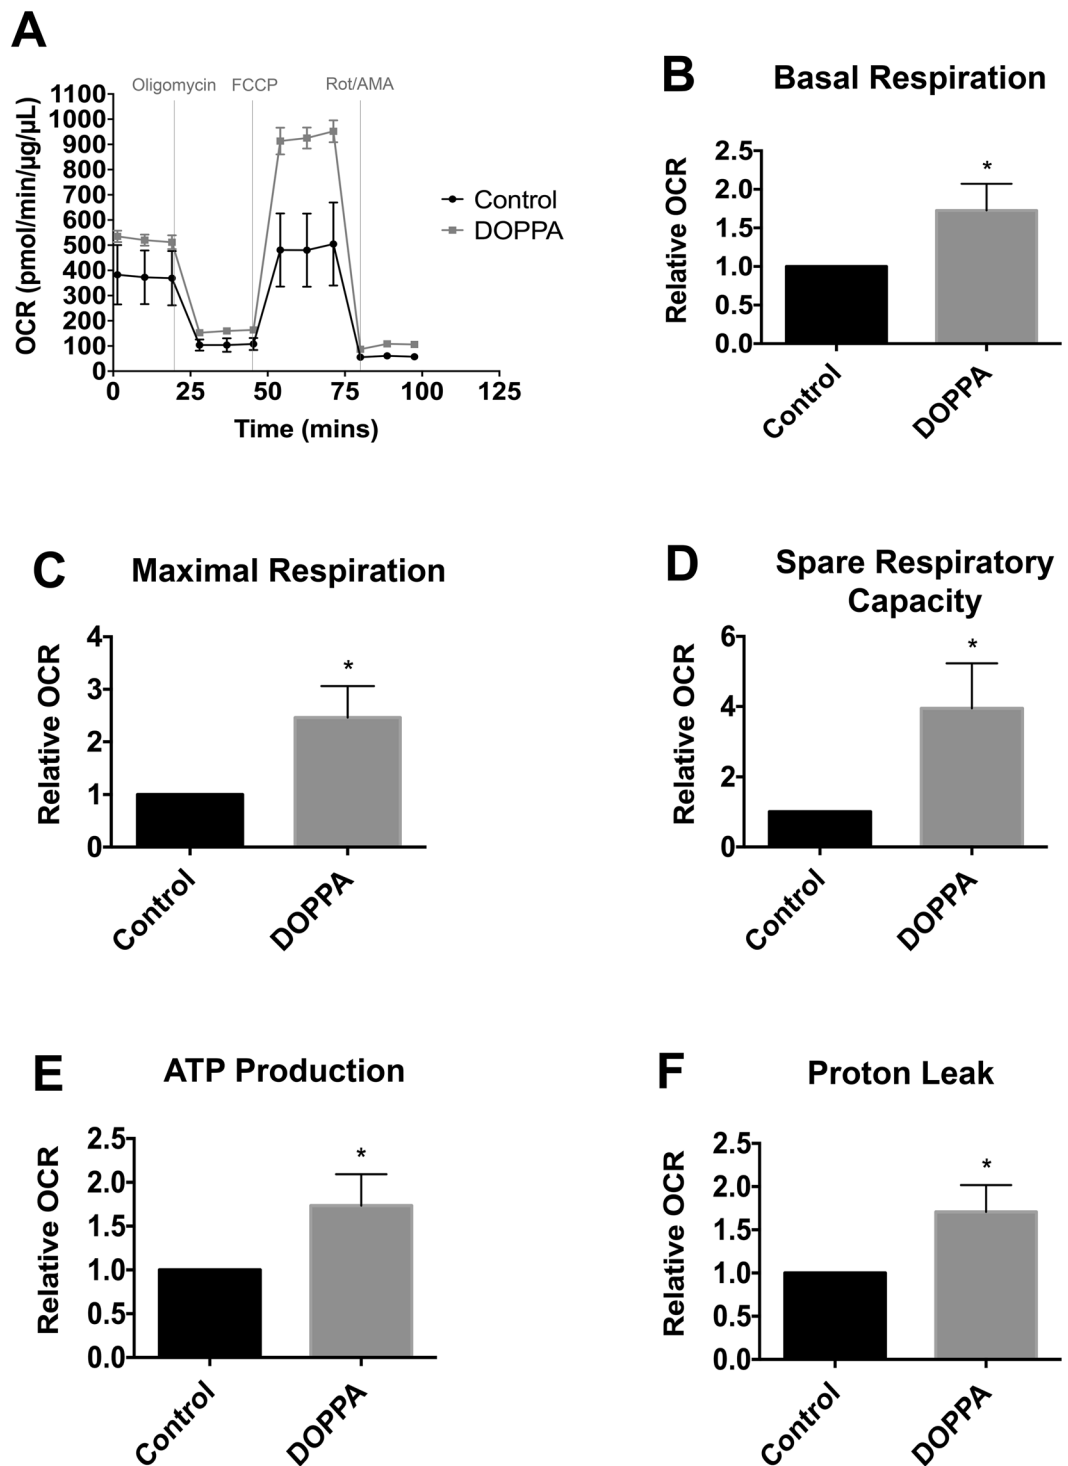 A
Oligomycin FCCP Rot/AMA
1100
1000
900
800
700
600
500
400
300
200
100
0
OCR (pmol/min/µg/µL)
0 25 50 75 100 125
Time (mins)
Control
DOPPA
B Basal Respiration
Relative OCR
2.5
2.0
1.5
1.0
0.5
0.0
*
Control DOPPA
C Maximal Respiration
Relative OCR
4
3
2
1
0
*
Control DOPPA
D Spare Respiratory
Capacity
Relative OCR
6
4
2
0
*
Control DOPPA
E ATP Production
Relative OCR
2.5
2.0
1.5
1.0
0.5
0.0
*
Control DOPPA
F Proton Leak
Relative OCR
2.5
2.0
1.5
1.0
0.5
0.0
*
Control DOPPA